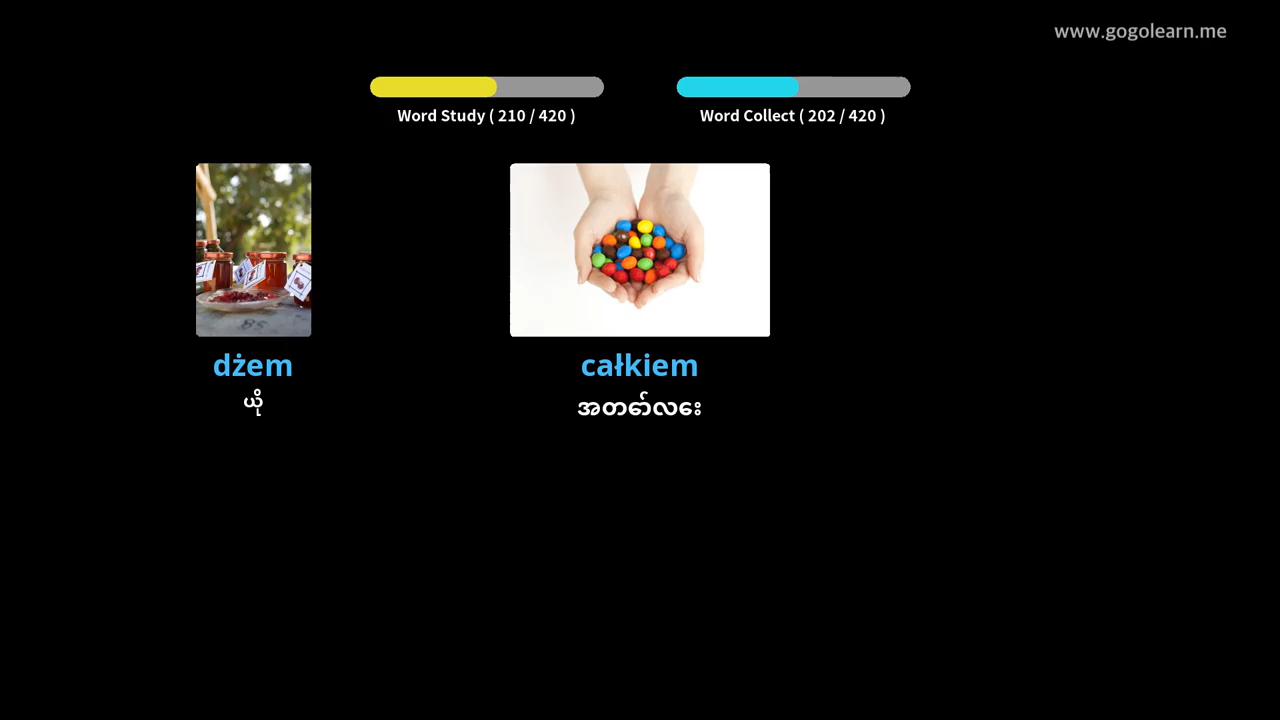 www.gogolearn.me
Word Study ( 210 / 420 )
Word Collect ( 202 / 420 )
dżem
ယို
całkiem
အတော်လေး